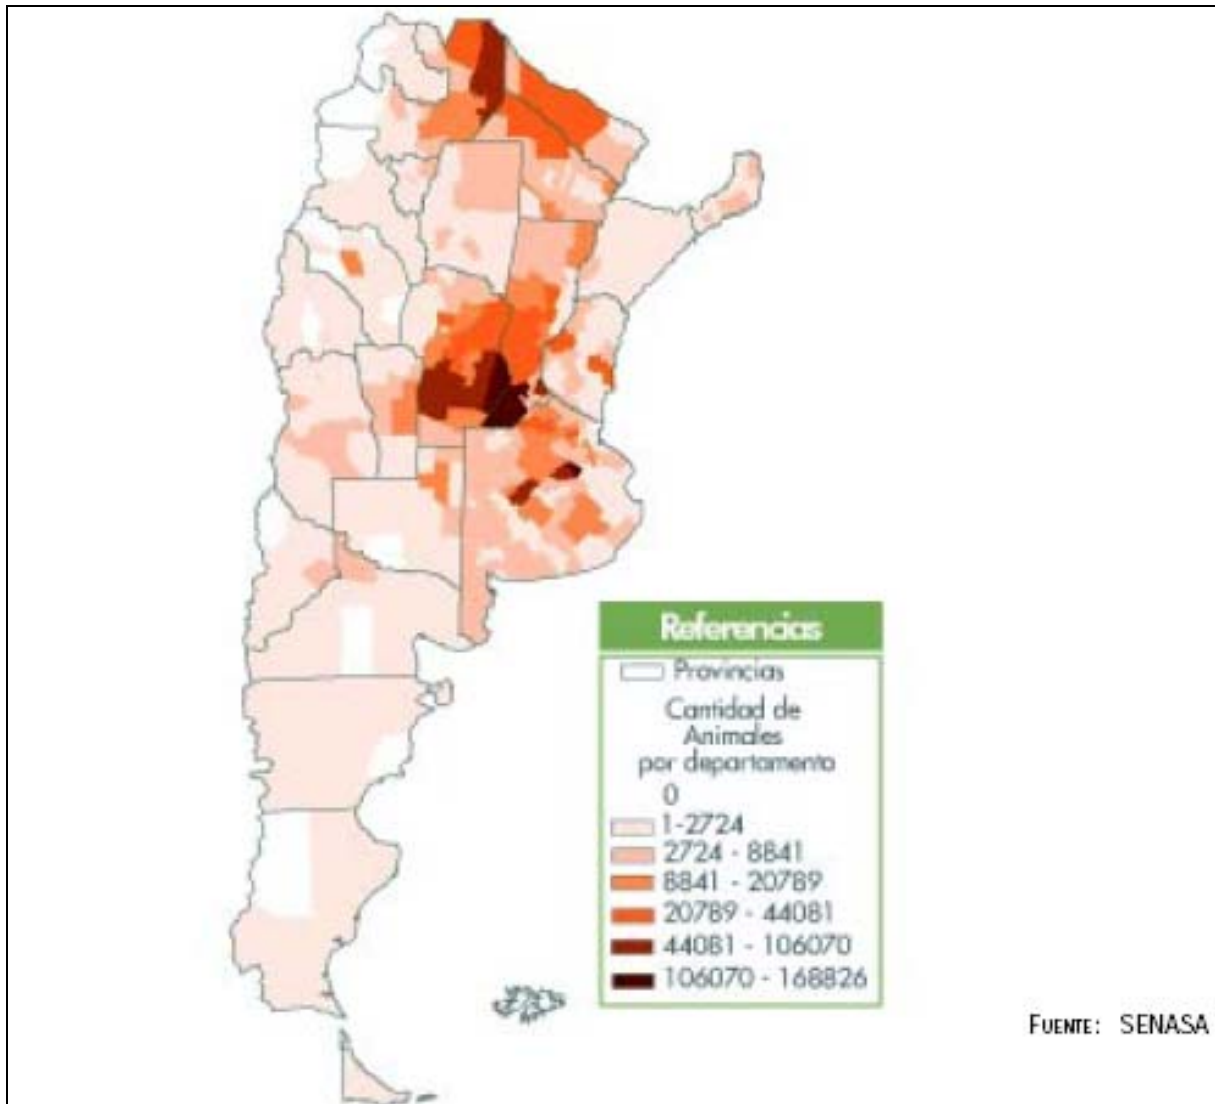 Referencias
Provincias
Cantidad de
Animales
por departamento
0
1-2724
2724 - 8841
8841 - 20789
20789 - 44081
44081 - 106070
106070 - 168826
FUENTE: SENASA